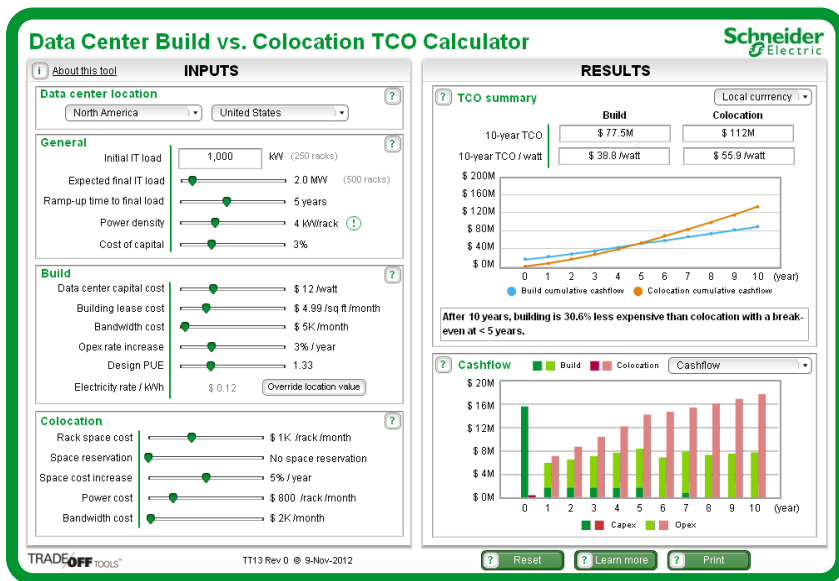 Data Center Build vs. Colocation TCO Calculator
Schneider
Electric
i About this tool INPUTS
Data center location ?
North America United States
General ?
Initial IT load 1,000 kW (250 racks)
Expected final IT load 2.0 MW (500 racks)
Ramp-up time to final load 5 years
Power density 4 kW/rack !
Cost of capital 3%
Build ?
Data center capital cost $ 12 /watt
Building lease cost $ 4.99 /sq ft /month
Bandwidth cost $ 5K /month
Opex rate increase 3% / year
Design PUE 1.33
Electricity rate / kWh $ 0.12 Override location value
Colocation ?
Rack space cost $ 1K /rack /month
Space reservation No space reservation
Space cost increase 5% / year
Power cost $ 800 /rack /month
Bandwidth cost $ 2K /month
RESULTS
? TCO summary Local currrency
Build Colocation
10-year TCO $ 77.5M $ 112M
10-year TCO / watt $ 38.8 /watt $ 55.9 /watt
$ 200M
$ 160M
$ 120M
$ 80M
$ 40M
$ 0M
0 1 2 3 4 5 6 7 8 9 10 (year)
Build cumulative cashflow Colocation cumulative cashflow
After 10 years, building is 30.6% less expensive than colocation with a break-
even at < 5 years.
? Cashflow Build Colocation Cashflow
$ 20M
$ 16M
$ 12M
$ 8M
$ 4M
$ 0M
0 1 2 3 4 5 6 7 8 9 10 (year)
Capex Opex
TRADE OFF TOOLS™ TT13 Rev 0 © 9-Nov-2012
? Reset ? Learn more ? Print